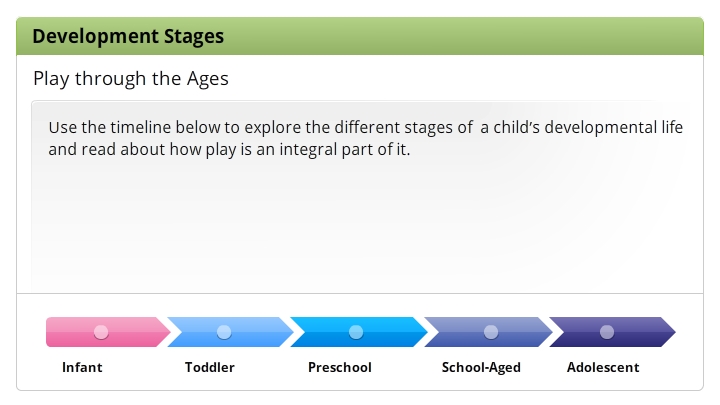 Development Stages
Play through the Ages
Use the timeline below to explore the different stages of  a child’s developmental life
and read about how play is an integral part of it.
Infant
Toddler
Preschool
School-Aged
Adolescent